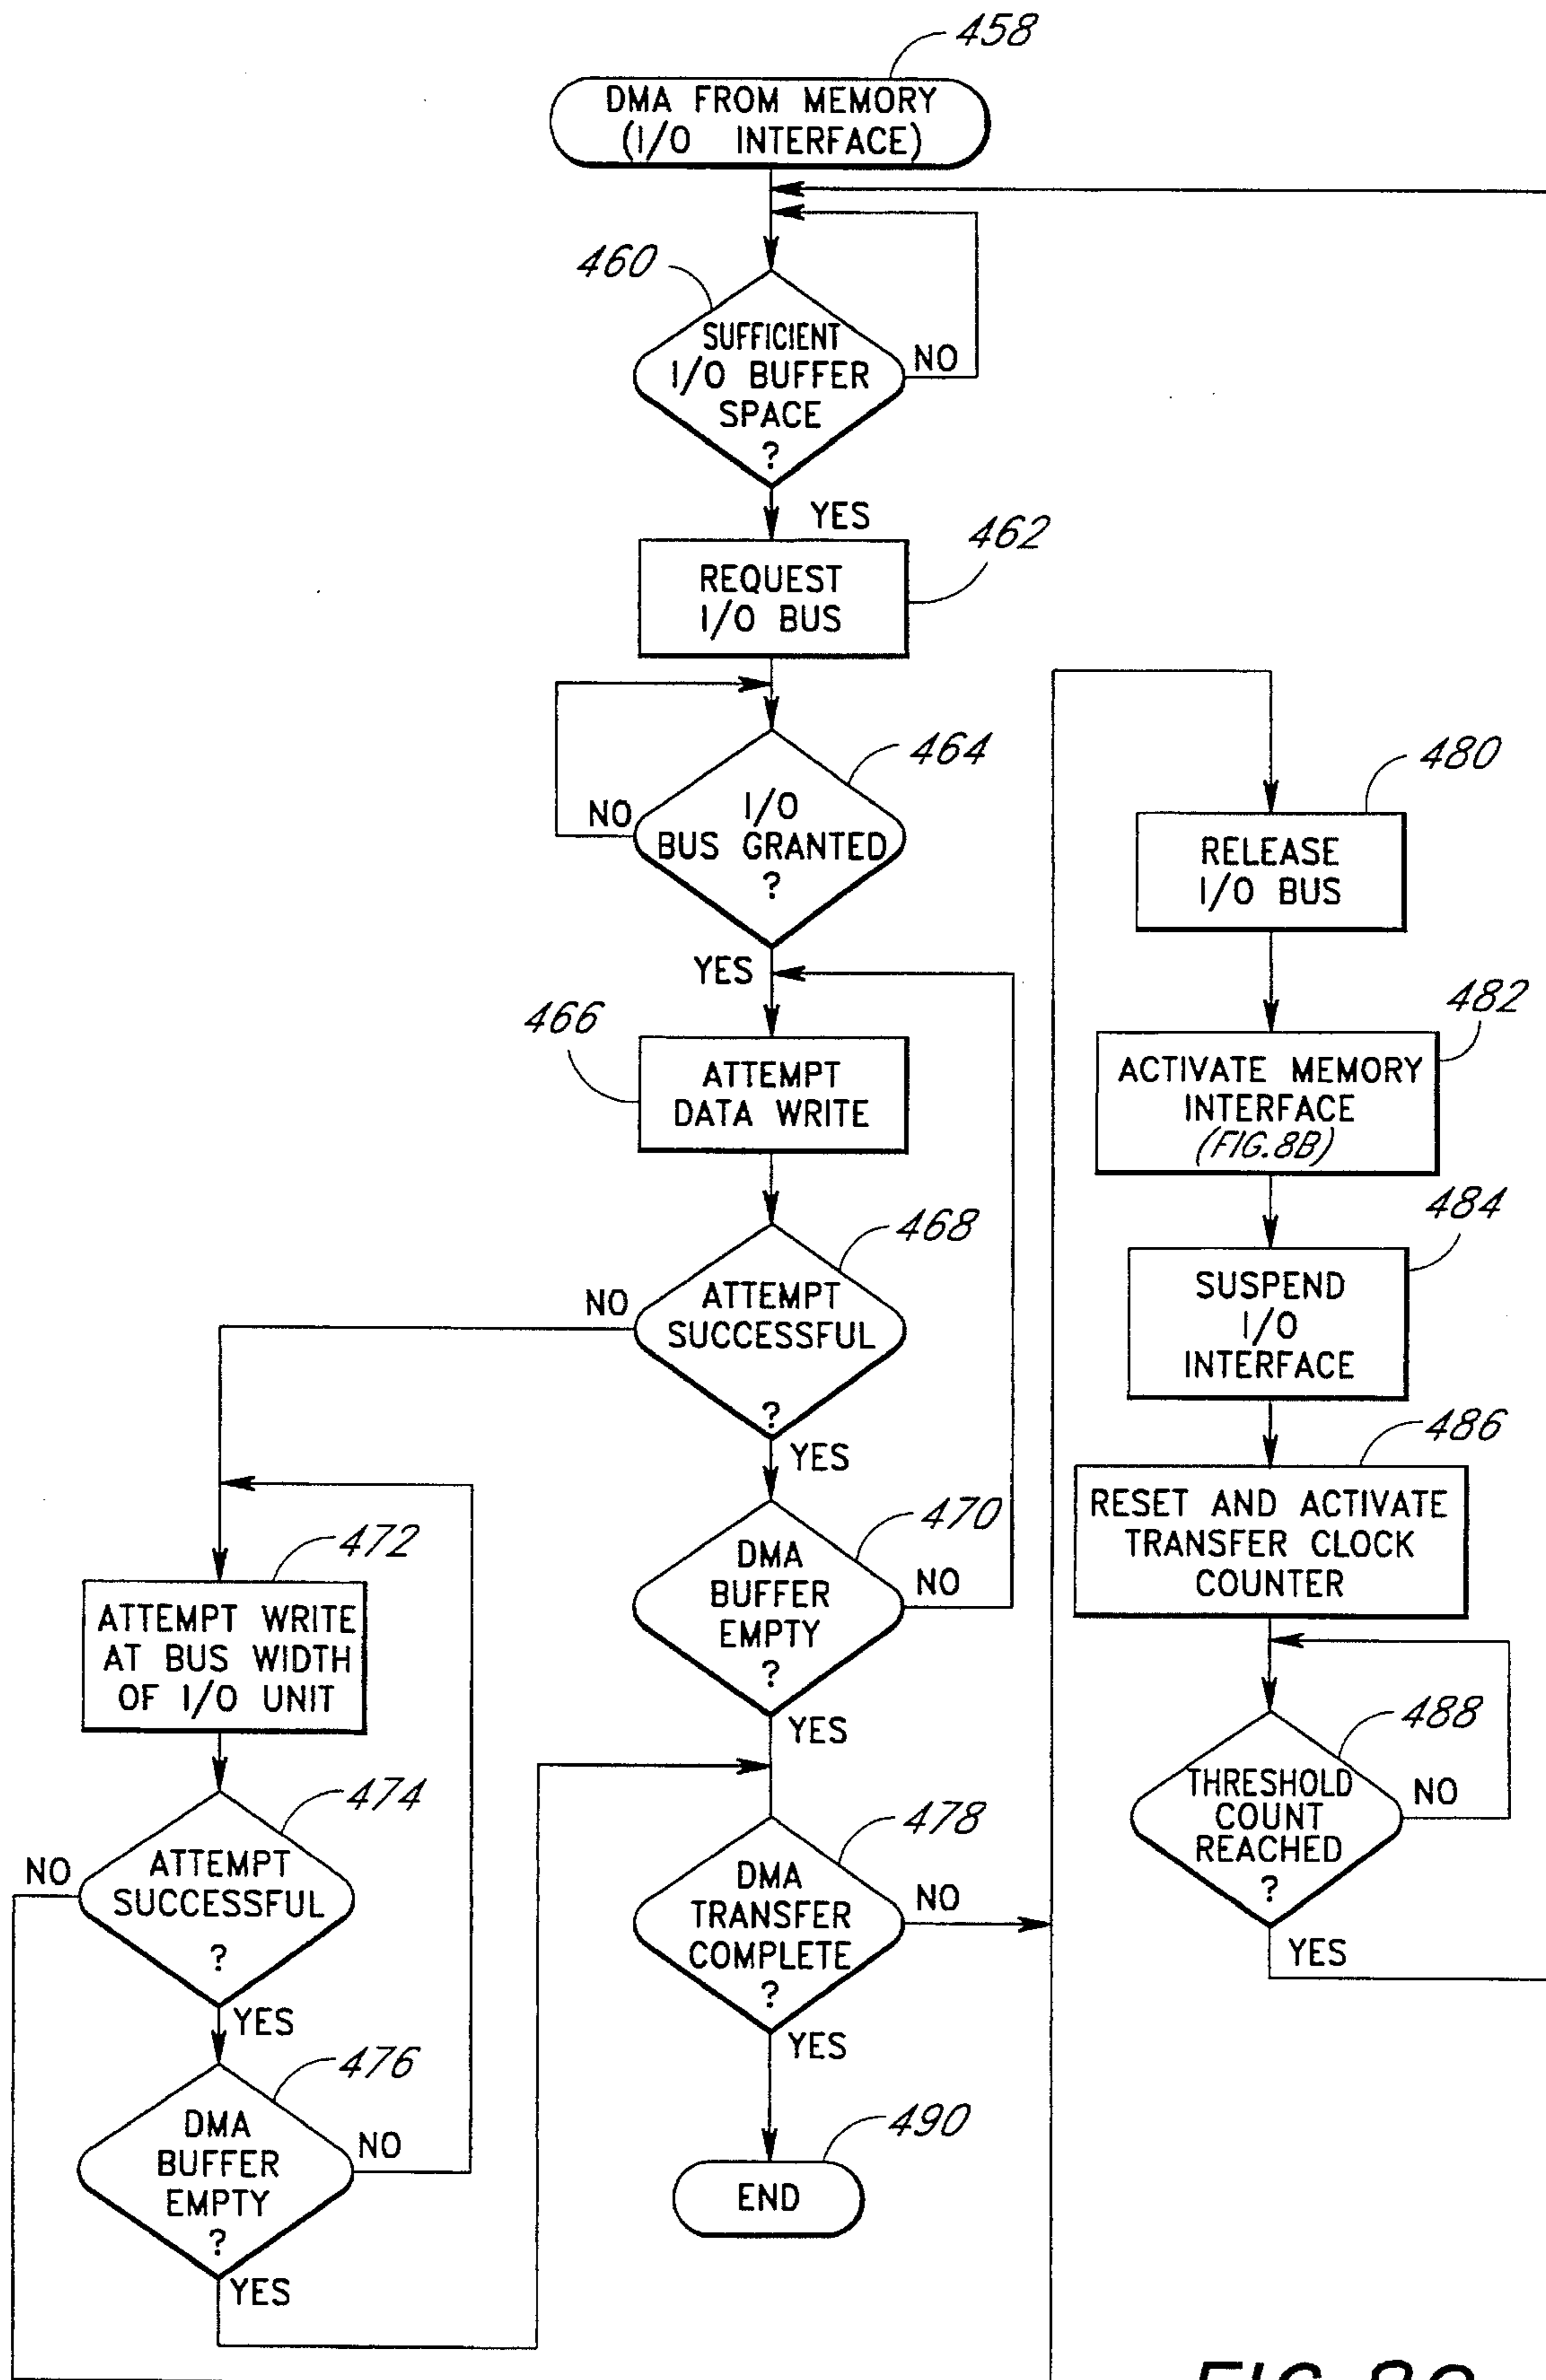 458
DMA FROM MEMORY
(I/O INTERFACE)
460
SUFFICIENT
I/O BUFFER
SPACE
?
NO
YES
462
REQUEST
I/O BUS
464
I/O
BUS GRANTED
?
NO
YES
466
ATTEMPT
DATA WRITE
468
ATTEMPT
SUCCESSFUL
?
NO
YES
470
DMA
BUFFER
EMPTY
?
NO
YES
472
ATTEMPT WRITE
AT BUS WIDTH
OF I/O UNIT
474
ATTEMPT
SUCCESSFUL
?
NO
YES
476
DMA
BUFFER
EMPTY
?
NO
YES
478
DMA
TRANSFER
COMPLETE
?
NO
YES
490
END
480
RELEASE
I/O BUS
482
ACTIVATE MEMORY
INTERFACE
(FIG.8B)
484
SUSPEND
I/O
INTERFACE
486
RESET AND ACTIVATE
TRANSFER CLOCK
COUNTER
488
THRESHOLD
COUNT
REACHED
?
NO
YES